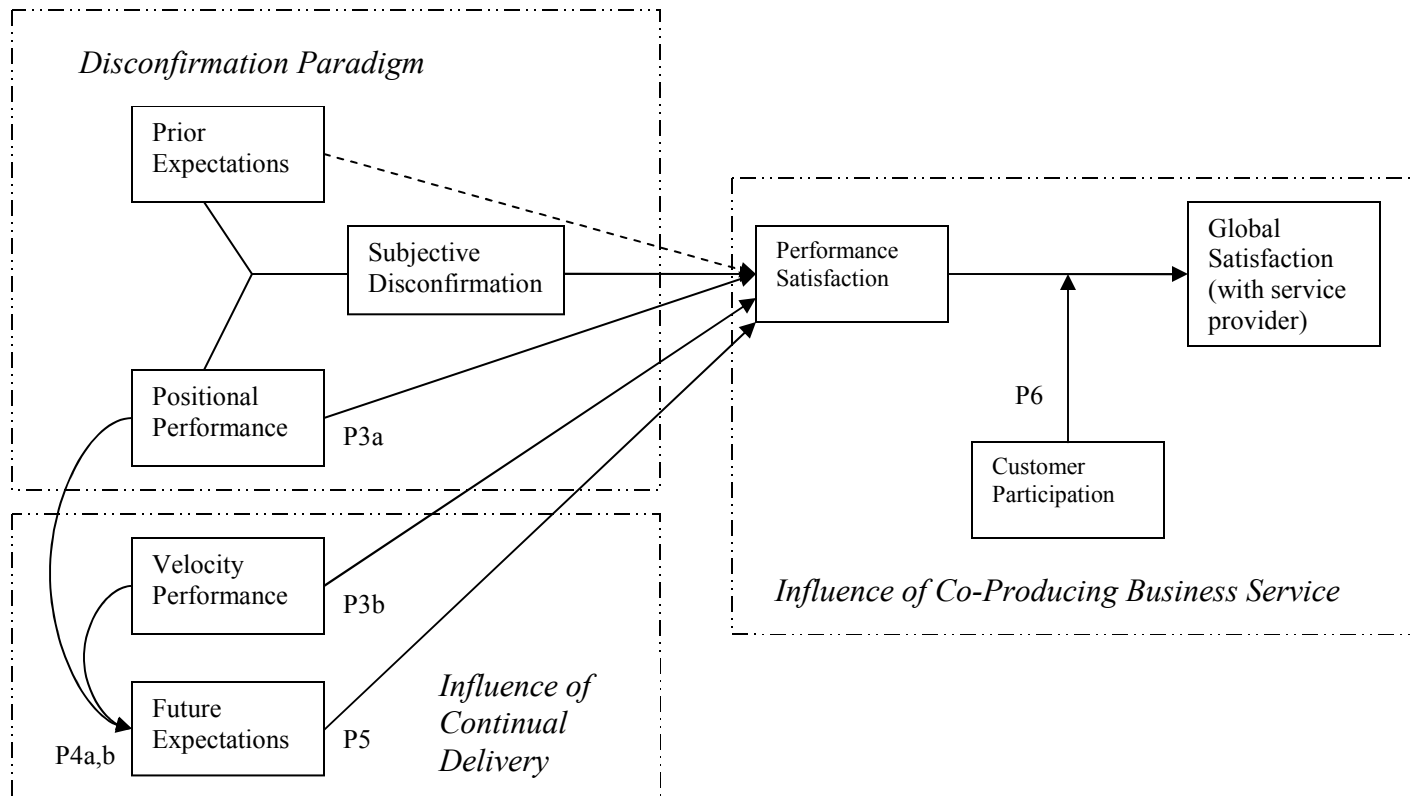 Disconfirmation Paradigm
Prior
Expectations
Subjective
Disconfirmation
Positional
Performance
P3a
Velocity
Performance
P3b
Future
Expectations
P5
P4a,b
Influence of
Continual
Delivery
Performance
Satisfaction
Global
Satisfaction
(with service
provider)
P6
Customer
Participation
Influence of Co-Producing Business Service